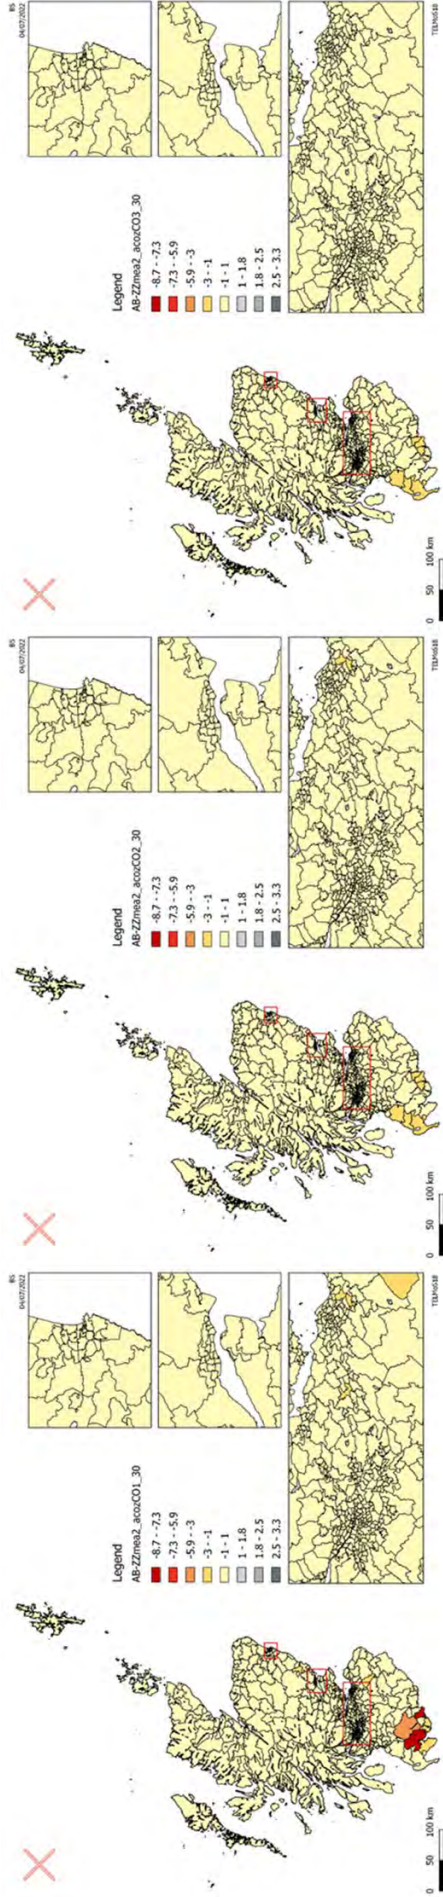 BS
04/07/2022
Legend
AB-ZZmea2_acozCO1_30
-8.7 - -7.3
-7.3 - -5.9
-5.9 - -3
-3 - -1
-1 - 1
1 - 1.8
1.8 - 2.5
2.5 - 3.3
0 50 100 km
TELMoS18
BS
04/07/2022
Legend
AB-ZZmea2_acozCO2_30
-8.7 - -7.3
-7.3 - -5.9
-5.9 - -3
-3 - -1
-1 - 1
1 - 1.8
1.8 - 2.5
2.5 - 3.3
0 50 100 km
TELMoS18
BS
04/07/2022
Legend
AB-ZZmea2_acozCO3_30
-8.7 - -7.3
-7.3 - -5.9
-5.9 - -3
-3 - -1
-1 - 1
1 - 1.8
1.8 - 2.5
2.5 - 3.3
0 50 100 km
TELMoS18